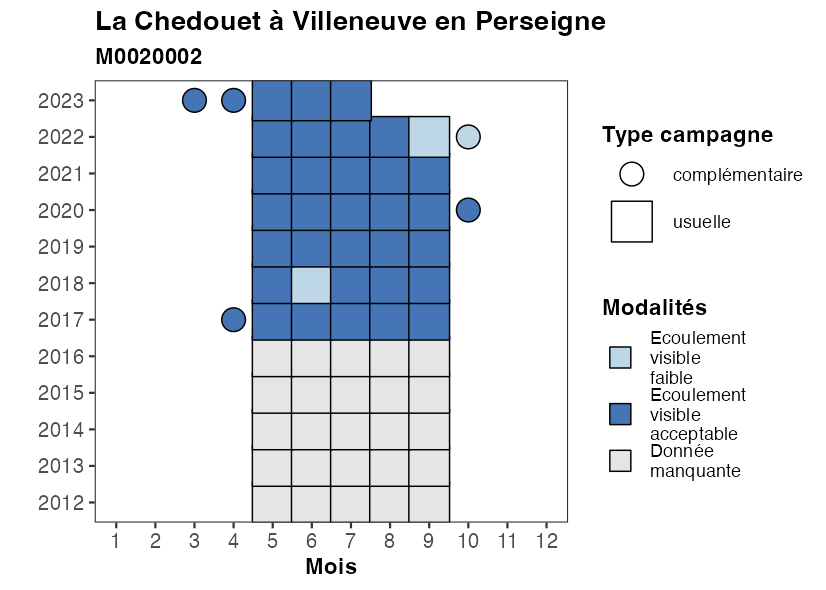 La Chedouet à Villeneuve en Perseigne
M0020002
2023
2022
2021
2020
2019
2018
2017
2016
2015
2014
2013
2012
1 2 3 4 5 6 7 8 9 10 11 12
Mois
Type campagne
complémentaire
usuelle
Modalités
Ecoulement
visible
faible
Ecoulement
visible
acceptable
Donnée
manquante